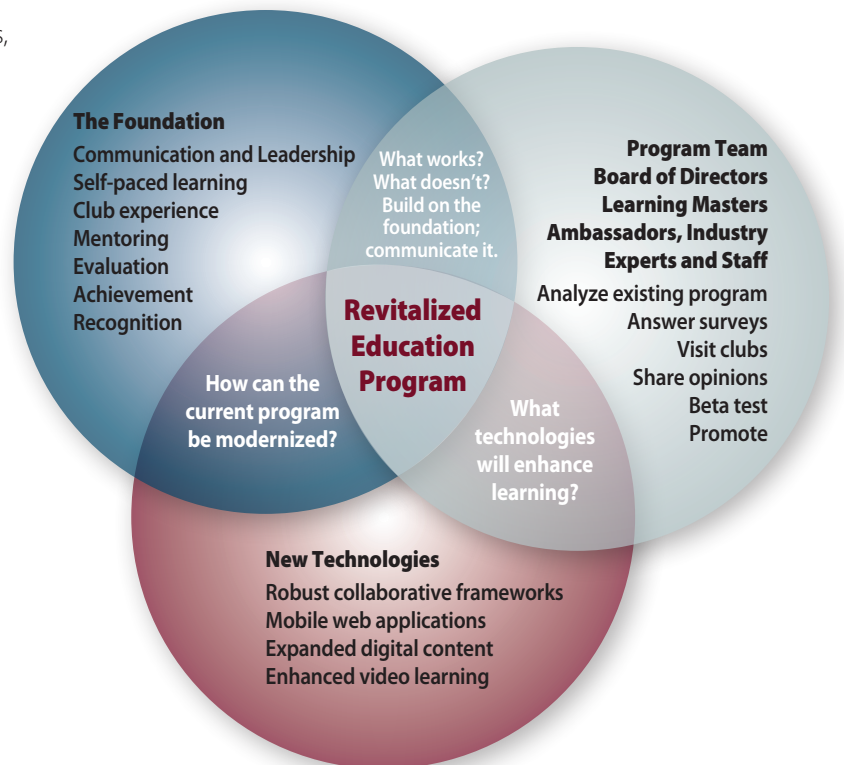 s,
The Foundation
Communication and Leadership
Self-paced learning
Club experience
Mentoring
Evaluation
Achievement
Recognition
What works?
What doesn't?
Build on the
foundation;
communicate it.
Program Team
Board of Directors
Learning Masters
Ambassadors, Industry
Experts and Staff
Analyze existing program
Answer surveys
Visit clubs
Share opinions
Beta test
Promote
Revitalized
Education
Program
How can the
current program
be modernized?
What
technologies
will enhance
learning?
New Technologies
Robust collaborative frameworks
Mobile web applications
Expanded digital content
Enhanced video learning